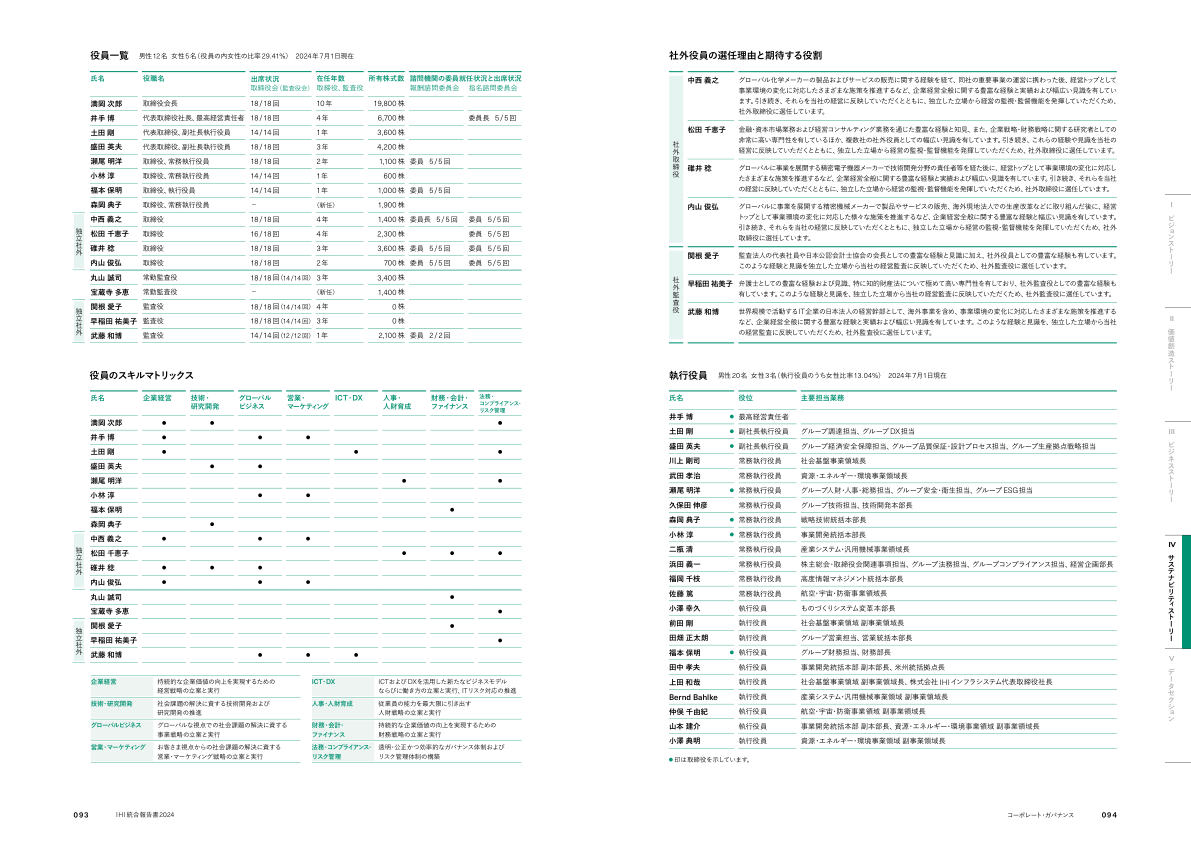 役員一覧 男性12名 女性5名（役員の内女性の比率29.41%） 2024年7月1日現在
氏名 役職名 出席状況 取締役会（監査役会） 在任年数 取締役、監査役 所有株式数 諮問機関の委員就任状況と出席状況 報酬諮問委員会 指名諮問委員会
満岡 次郎 取締役会長 18/18回 10年 19,800株
井手 博 代表取締役社長、最高経営責任者 18/18回 4年 6,700株 委員長 5/5回
土田 剛 代表取締役、副社長執行役員 14/14回 1年 3,600株
盛田 英夫 代表取締役、副社長執行役員 18/18回 3年 4,200株
瀬尾 明洋 取締役、常務執行役員 18/18回 2年 1,100株 委員 5/5回
小林 淳 取締役、常務執行役員 14/14回 1年 600株
福本 保明 取締役、執行役員 14/14回 1年 1,000株 委員 5/5回
森岡 典子 取締役、常務執行役員 − （新任） 1,900株
独立社外
中西 義之 取締役 18/18回 4年 1,400株 委員長 5/5回 委員 5/5回
松田 千恵子 取締役 16/18回 4年 2,300株 委員 5/5回
碓井 稔 取締役 18/18回 3年 3,600株 委員 5/5回 委員 5/5回
内山 俊弘 取締役 18/18回 2年 700株 委員 5/5回 委員 5/5回
丸山 誠司 常勤監査役 18/18回（14/14回） 3年 3,400株
宝蔵寺 多恵 常勤監査役 − （新任） 1,400株
独立社外
関根 愛子 監査役 18/18回（14/14回） 4年 0株
早稲田 祐美子 監査役 18/18回（14/14回） 3年 0株
武藤 和博 監査役 14/14回（12/12回） 1年 2,100株 委員 2/2回
役員のスキルマトリックス
氏名 企業経営 技術・研究開発 グローバルビジネス 営業・マーケティング ICT・DX 人事・人財育成 財務・会計・ファイナンス 法務・コンプライアンス・リスク管理
満岡 次郎 ● ● ●
井手 博 ● ● ●
土田 剛 ● ● ●
盛田 英夫 ● ●
瀬尾 明洋 ● ●
小林 淳 ● ●
福本 保明 ●
森岡 典子 ●
独立社外
中西 義之 ● ● ●
松田 千恵子 ● ● ●
碓井 稔 ● ● ●
内山 俊弘 ● ● ●
丸山 誠司 ●
宝蔵寺 多恵 ●
独立社外
関根 愛子 ●
早稲田 祐美子 ●
武藤 和博 ● ● ●
企業経営 持続的な企業価値の向上を実現するための
経営戦略の立案と実行
技術・研究開発 社会課題の解決に資する技術開発および
研究開発の推進
グローバルビジネス グローバルな視点での社会課題の解決に資する
事業戦略の立案と実行
営業・マーケティング お客さま視点からの社会課題の解決に資する
営業・マーケティング戦略の立案と実行
ICT・DX ICTおよびDXを活用した新たなビジネスモデル
ならびに働き方の立案と実行、ITリスク対応の推進
人事・人財育成 従業員の能力を最大限に引き出す
人財戦略の立案と実行
財務・会計・ 持続的な企業価値の向上を実現するための
ファイナンス 財務戦略の立案と実行
法務・コンプライアンス・ 透明・公正かつ効率的なガバナンス体制および
リスク管理 リスク管理体制の構築
093 IHI統合報告書2024
社外役員の選任理由と期待する役割
社外取締役
中西 義之 グローバル化学メーカーの製品およびサービスの販売に関する経験を経て、同社の重要事業の運営に携わった後、経営トップとして
事業環境の変化に対応したさまざまな施策を推進するなど、企業経営全般に関する豊富な経験と実績および幅広い見識を有してい
ます。引き続き、それらを当社の経営に反映していただくとともに、独立した立場から経営の監視・監督機能を発揮していただくため、
社外取締役に選任しています。
松田 千恵子 金融・資本市場業務および経営コンサルティング業務を通じた豊富な経験と知見、また、企業戦略・財務戦略に関する研究者としての
非常に高い専門性を有しているほか、複数社の社外役員としての幅広い見識も有しています。引き続き、これらの経験や見識を当社の
経営に反映していただくとともに、独立した立場から経営の監視・監督機能を発揮していただくため、社外取締役に選任しています。
碓井 稔 グローバルに事業を展開する精密電子機器メーカーで技術開発分野の責任者等を経た後に、経営トップとして事業環境の変化に対応し
たさまざまな施策を推進するなど、企業経営全般に関する豊富な経験と実績および幅広い見識を有しています。引き続き、それらを当社
の経営に反映していただくとともに、独立した立場から経営の監視・監督機能を発揮していただくため、社外取締役に選任しています。
内山 俊弘 グローバルに事業を展開する精密機械メーカーで製品やサービスの販売、海外現地法人での生産改革などに取り組んだ後に、経営
トップとして事業環境の変化に対応した様々な施策を推進するなど、企業経営全般に関する豊富な経験と幅広い見識を有しています。
引き続き、それらを当社の経営に反映していただくとともに、独立した立場から経営の監視・監督機能を発揮していただくため、社外
取締役に選任しています。
社外監査役
関根 愛子 監査法人の代表社員や日本公認会計士協会の会長としての豊富な経験と見識に加え、社外役員としての豊富な経験も有しています。
このような経験と見識を独立した立場から当社の経営監査に反映していただくため、社外監査役に選任しています。
早稲田 祐美子 弁護士としての豊富な経験および見識、特に知的財産法について極めて高い専門性を有しており、社外監査役としての豊富な経験も
有しています。このような経験と見識を、独立した立場から当社の経営監査に反映していただくため、社外監査役に選任しています。
武藤 和博 世界規模で活動するIT企業の日本法人の経営幹部として、海外事業を含め、事業環境の変化に対応したさまざまな施策を推進する
など、企業経営全般に関する豊富な経験と実績および幅広い見識を有しています。このような経験と見識を、独立した立場から当社
の経営監査に反映していただくため、社外監査役に選任しています。
執行役員 男性20名 女性3名（執行役員のうち女性比率13.04%） 2024年7月1日現在
氏名 役位 主要担当業務
井手 博 ● 最高経営責任者
土田 剛 ● 副社長執行役員 グループ調達担当、グループDX担当
盛田 英夫 ● 副社長執行役員 グループ経済安全保障担当、グループ品質保証・設計プロセス担当、グループ生産拠点戦略担当
川上 剛司 常務執行役員 社会基盤事業領域長
武田 孝治 常務執行役員 資源・エネルギー・環境事業領域長
瀬尾 明洋 ● 常務執行役員 グループ人財・人事・総務担当、グループ安全・衛生担当、グループESG担当
久保田 伸彦 常務執行役員 グループ技術担当、技術開発本部長
森岡 典子 ● 常務執行役員 戦略技術統括本部長
小林 淳 ● 常務執行役員 事業開発統括本部長
二瓶 清 常務執行役員 産業システム・汎用機械事業領域長
浜田 義一 常務執行役員 株主総会・取締役会関連事項担当、グループ法務担当、グループコンプライアンス担当、経営企画部長
福岡 千枝 常務執行役員 高度情報マネジメント統括本部長
佐藤 篤 常務執行役員 航空・宇宙・防衛事業領域長
小澤 幸久 執行役員 ものづくりシステム変革本部長
前田 剛 執行役員 社会基盤事業領域 副事業領域長
田畑 正太朗 執行役員 グループ営業担当、営業統括本部長
福本 保明 ● 執行役員 グループ財務担当、財務部長
田中 孝夫 執行役員 事業開発統括本部 副本部長、米州統括拠点長
上田 和哉 執行役員 社会基盤事業領域 副事業領域長、株式会社IHIインフラシステム代表取締役社長
Bernd Bahlke 執行役員 産業システム・汎用機械事業領域 副事業領域長
仲俣 千由紀 執行役員 航空・宇宙・防衛事業領域 副事業領域長
山本 建介 執行役員 事業開発統括本部 副本部長、資源・エネルギー・環境事業領域 副事業領域長
小澤 典明 執行役員 資源・エネルギー・環境事業領域 副事業領域長
●印は取締役を示しています。
コーポレート・ガバナンス 094
I ビジョンストーリー
II 価値創造ストーリー
III ビジネスストーリー
IV サステナビリティストーリー
V データセクション